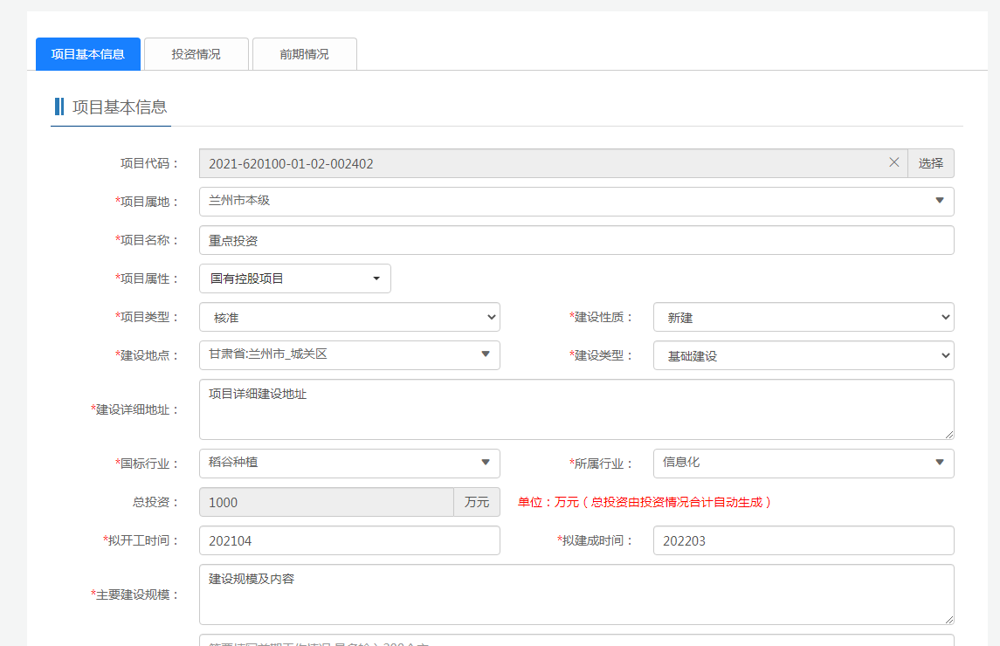 项目基本信息 投资情况 前期情况
项目基本信息
项目代码： 2021-620100-01-02-002402 选择
*项目属地： 兰州市本级
*项目名称： 重点投资
*项目属性： 国有控股项目
*项目类型： 核准 *建设性质： 新建
*建设地点： 甘肃省:兰州市_城关区 *建设类型： 基础建设
*建设详细地址： 项目详细建设地址
*国标行业： 稻谷种植 *所属行业： 信息化
总投资： 1000 万元 单位：万元（总投资由投资情况合计自动生成）
*拟开工时间： 202104 *拟建成时间： 202203
*主要建设规模： 建设规模及内容